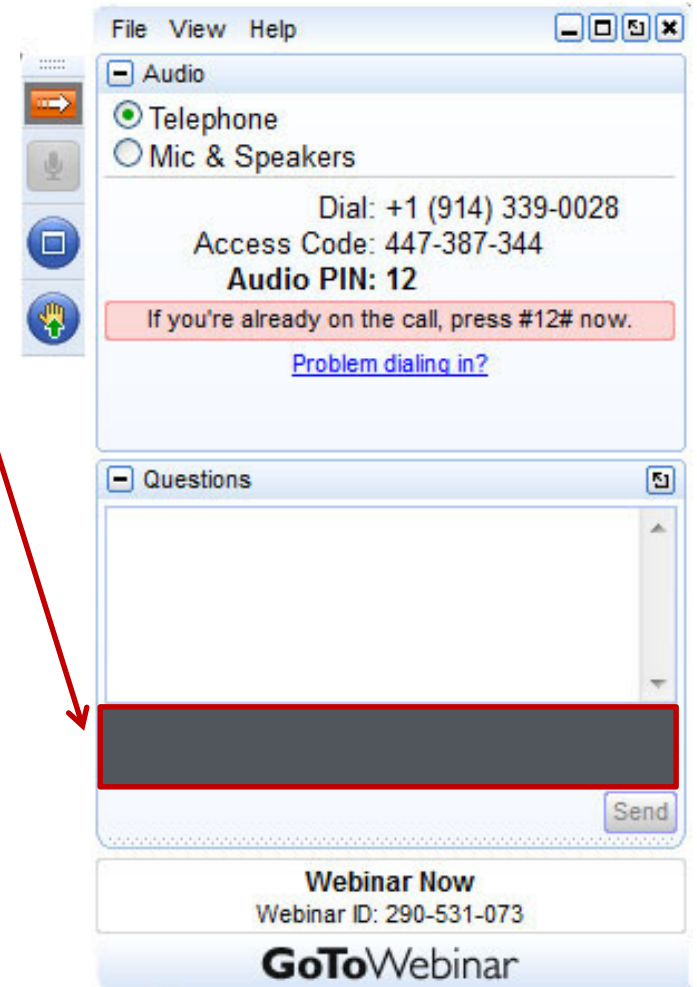 File View Help
Audio
Telephone
Mic & Speakers
Dial: +1 (914) 339-0028
Access Code: 447-387-344
Audio PIN: 12
If you're already on the call, press #12# now.
Problem dialing in?
Questions
Send
Webinar Now
Webinar ID: 290-531-073
GoToWebinar